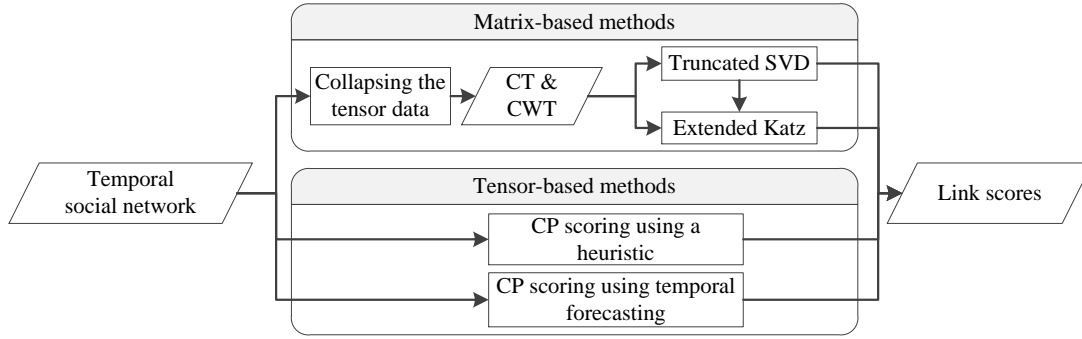 Matrix-based methods
Collapsing the
tensor data
CT &
CWT
Truncated SVD
Extended Katz
Temporal
social network
Tensor-based methods
CP scoring using a
heuristic
CP scoring using temporal
forecasting
Link scores